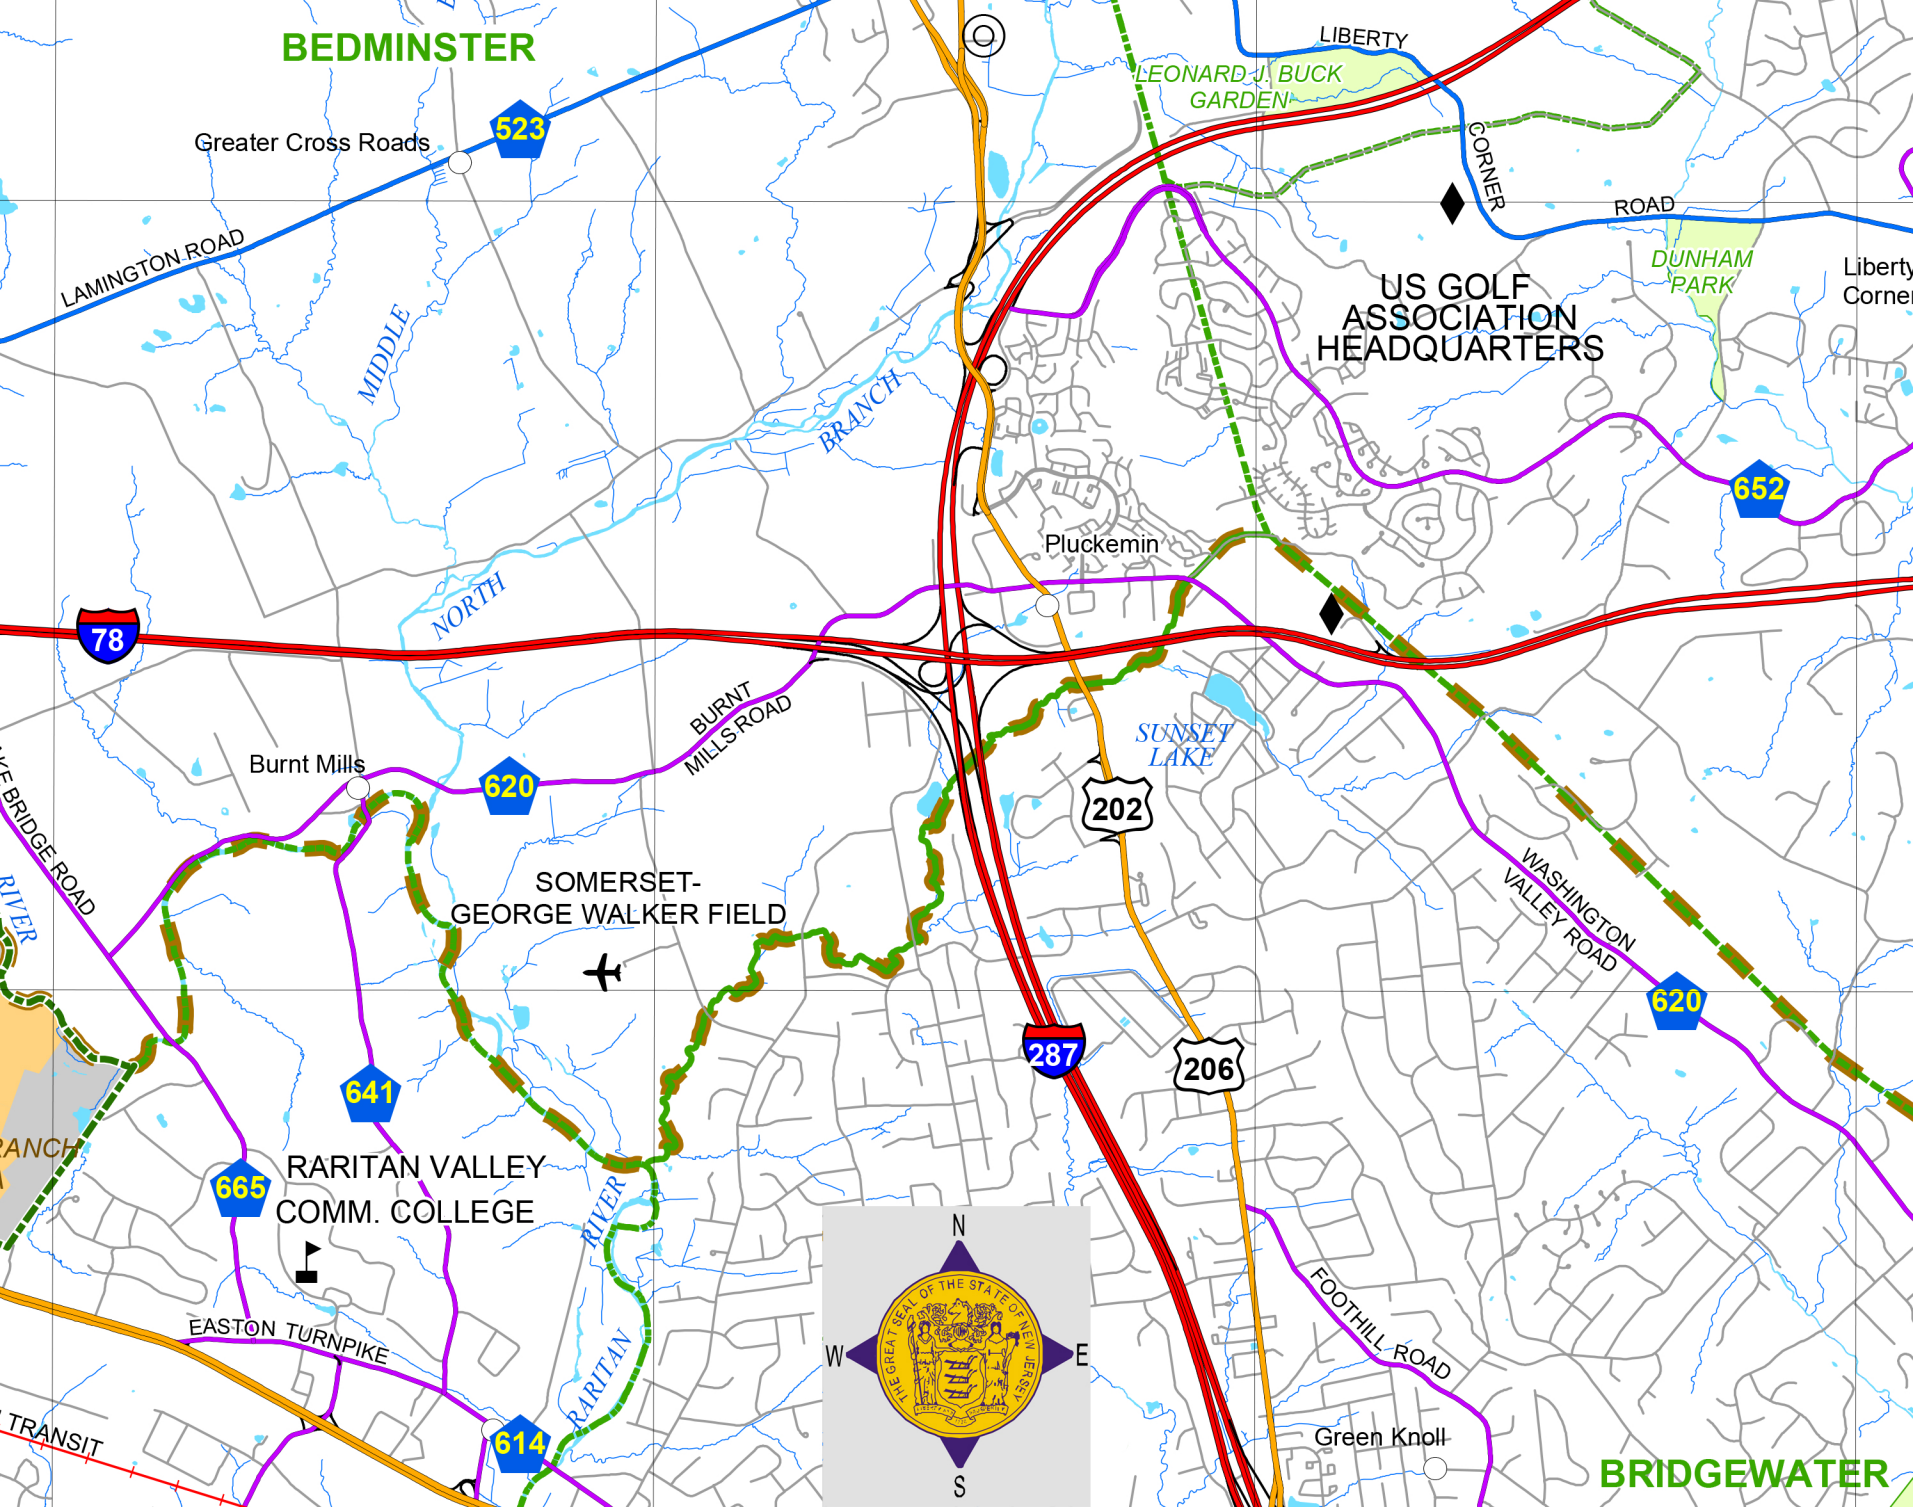 BEDMINSTER
LIBERTY
LEONARD J. BUCK
GARDEN
523
Greater Cross Roads
CORNER
ROAD
LAMINGTON ROAD
DUNHAM
PARK
Liberty
Corner
US GOLF
ASSOCIATION
HEADQUARTERS
MIDDLE
BRANCH
652
Pluckemin
NORTH
78
BURNT
MILLS ROAD
SUNSET
LAKE
Burnt Mills
620
202
KE BRIDGE ROAD
RIVER
SOMERSET-
GEORGE WALKER FIELD
WASHINGTON
VALLEY ROAD
620
287
206
641
RANCH
A
RARITAN VALLEY
COMM. COLLEGE
665
RIVER
N
W
E
S
THE GREAT SEAL OF THE STATE OF NEW JERSEY
FOOTHILL ROAD
EASTON TURNPIKE
RARITAN
TRANSIT
614
Green Knoll
BRIDGEWATER